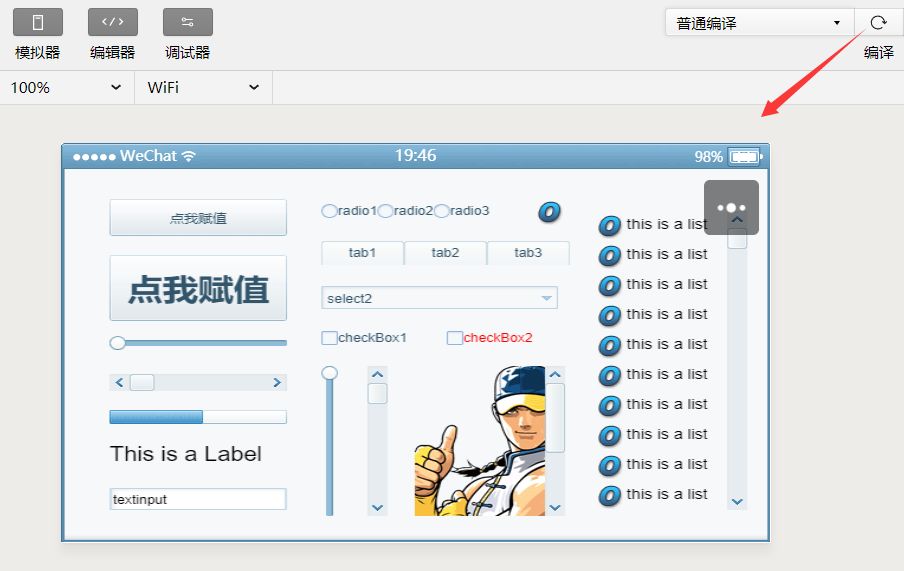 普通编译
模拟器 编辑器 调试器 编译
100% WiFi
WeChat 19:46 98%
点我赋值
radio1 radio2 radio3
点我赋值
tab1 tab2 tab3
select2
checkBox1 checkBox2
This is a Label
textinput
this is a list
this is a list
this is a list
this is a list
this is a list
this is a list
this is a list
this is a list
this is a list
this is a list